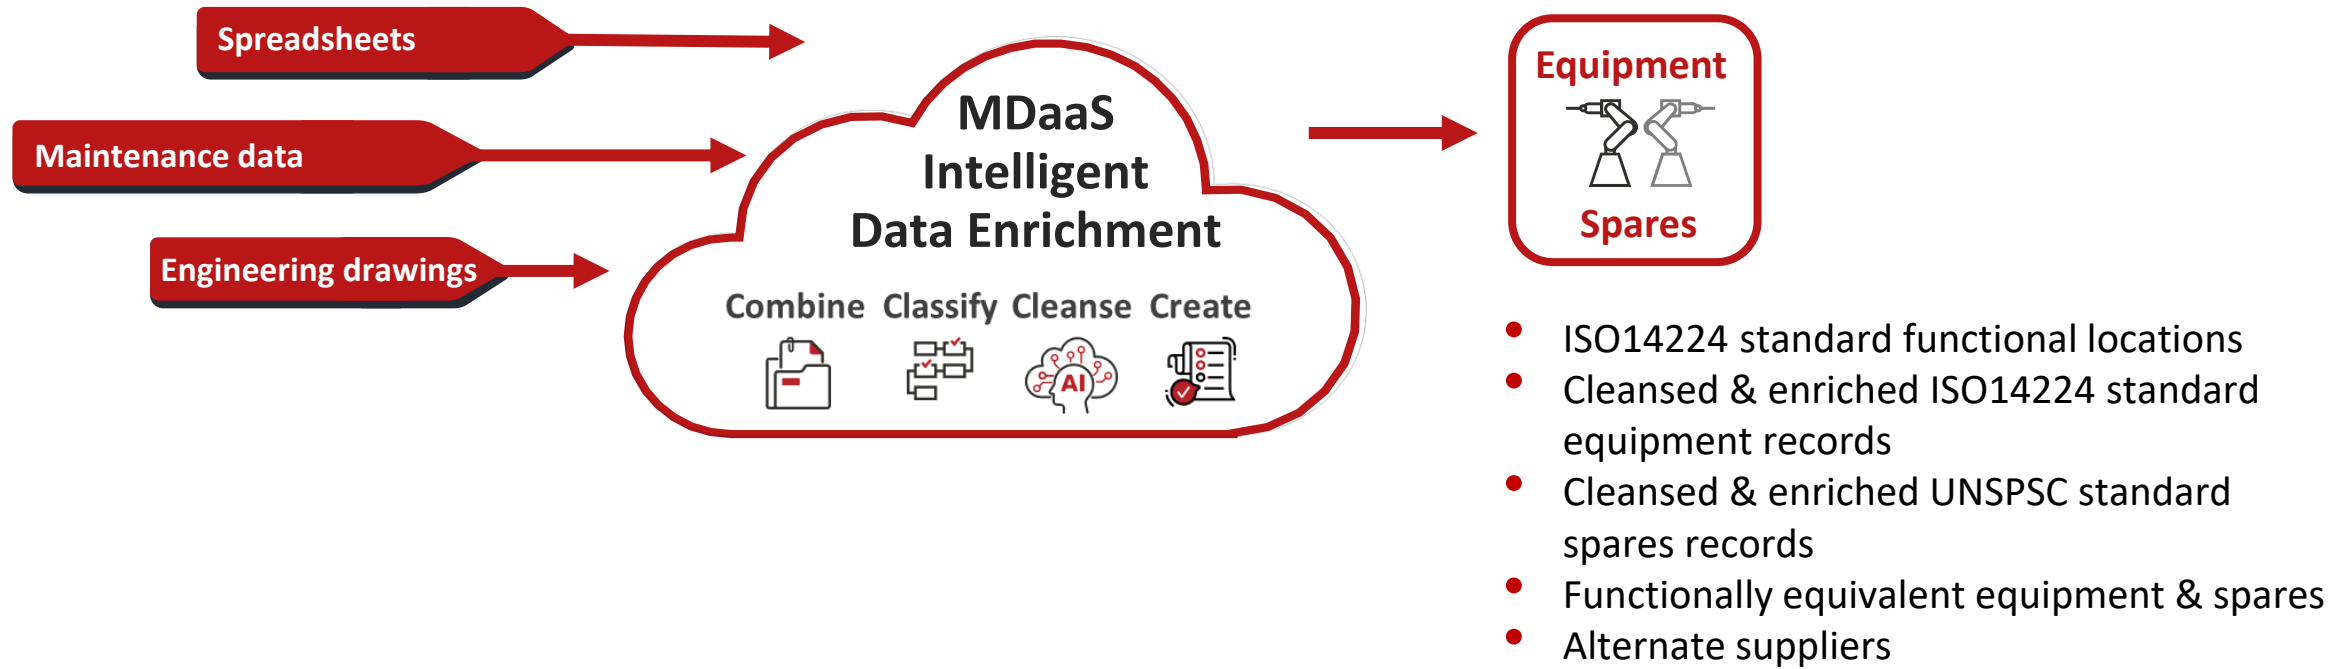 Spreadsheets
Maintenance data
Engineering drawings
MDaaS
Intelligent
Data Enrichment
Combine Classify Cleanse Create
AI
Equipment
Spares
• ISO14224 standard functional locations
• Cleansed & enriched ISO14224 standard
equipment records
• Cleansed & enriched UNSPSC standard
spares records
• Functionally equivalent equipment & spares
• Alternate suppliers